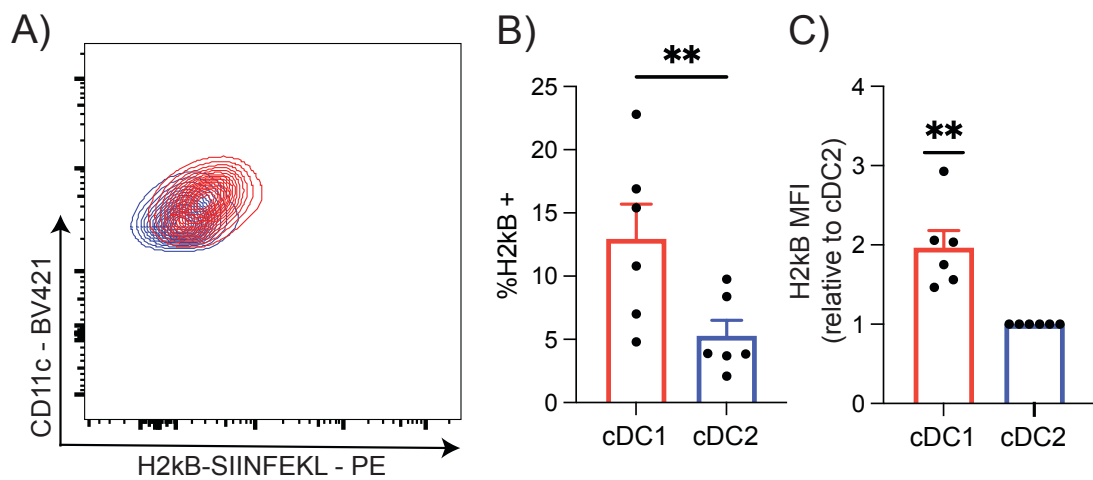 A)
CD11c - BV421
H2kB-SIINFEKL - PE
B)
**
%H2kB +
25
20
15
10
5
0
cDC1
cDC2
C)
**
H2kB MFI
(relative to cDC2)
4
3
2
1
0
cDC1
cDC2